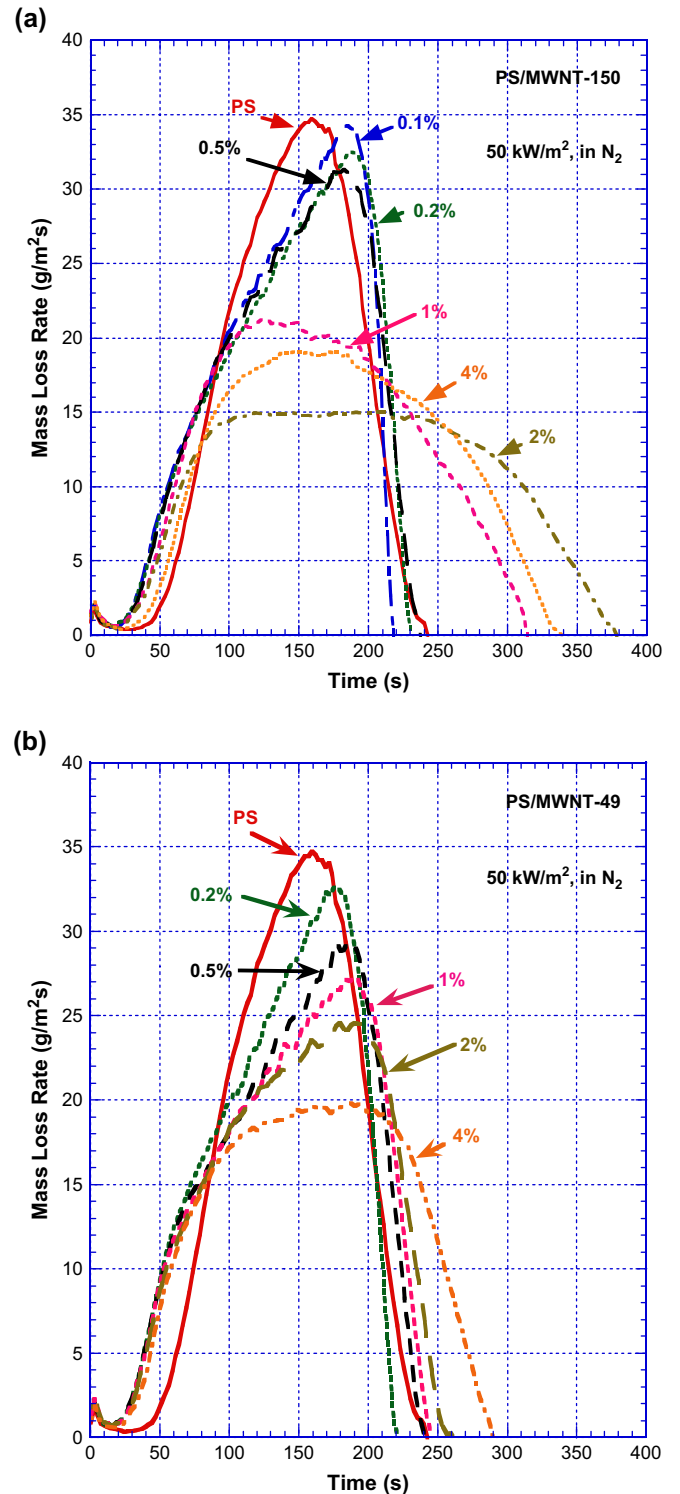 (a)
40
35
30
25
20
15
10
5
0
Mass Loss Rate (g/m²s)
PS/MWNT-150
50 kW/m², in N₂
PS
0.1%
0.5%
0.2%
1%
4%
2%
0 50 100 150 200 250 300 350 400
Time (s)
(b)
40
35
30
25
20
15
10
5
0
Mass Loss Rate (g/m²s)
PS/MWNT-49
50 kW/m², in N₂
PS
0.2%
0.5%
1%
2%
4%
0 50 100 150 200 250 300 350 400
Time (s)